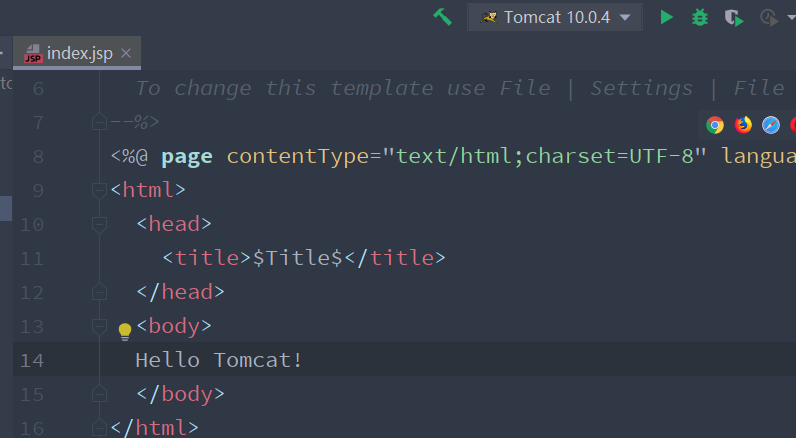 Tomcat 10.0.4
JSP index.jsp ×
6 To change this template use File | Settings | File
7 --%>
8 <%@ page contentType="text/html;charset=UTF-8" langua
9 <html>
10 <head>
11 <title>$Title$</title>
12 </head>
13 <body>
14 Hello Tomcat!
15 </body>
16 </html>